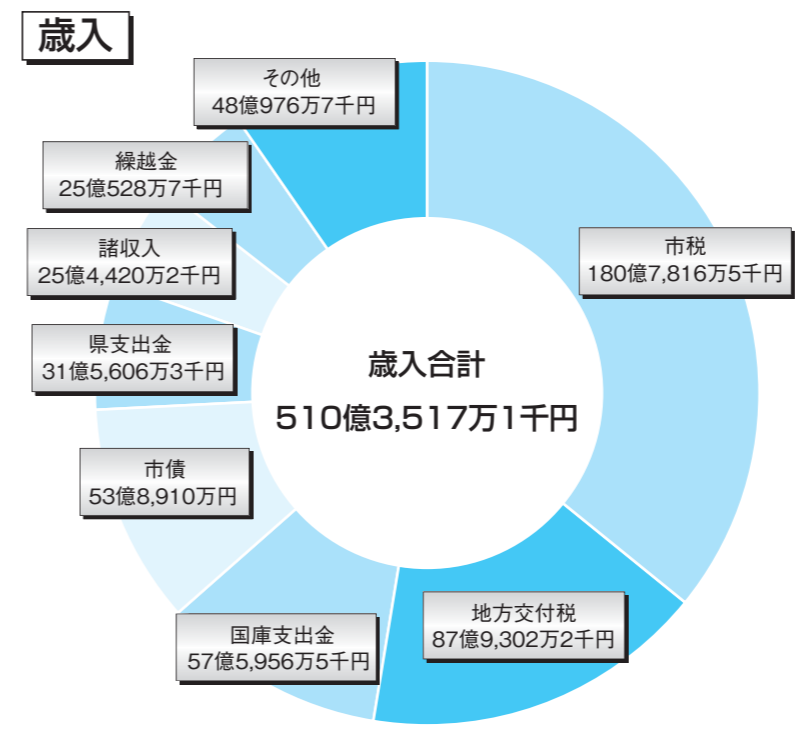 歳入
その他
48億976万7千円
繰越金
25億528万7千円
諸収入
25億4,420万2千円
県支出金
31億5,606万3千円
市債
53億8,910万円
国庫支出金
57億5,956万5千円
地方交付税
87億9,302万2千円
市税
180億7,816万5千円
歳入合計
510億3,517万1千円